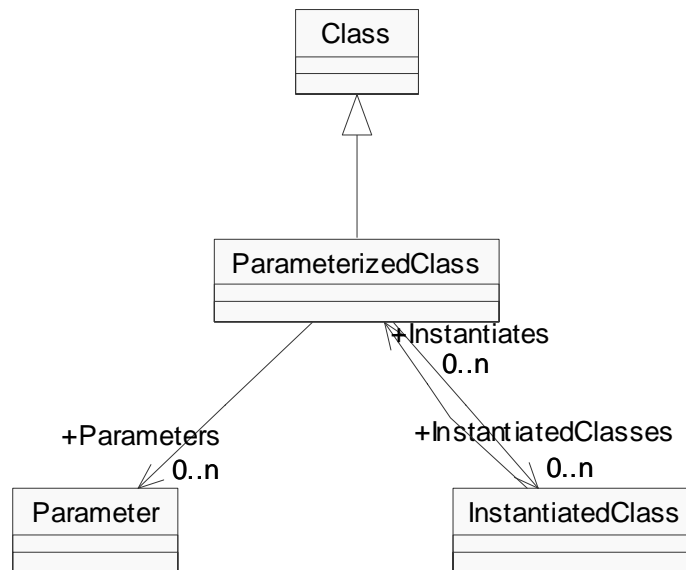 Class
ParameterizedClass
+Instantiates
0..n
+Parameters
+InstantiatedClasses
0..n
0..n
Parameter
InstantiatedClass